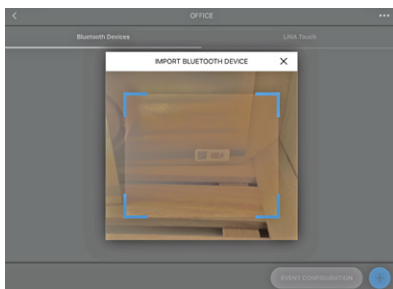 OFFICE
Bluetooth Devices
LINA Touch
IMPORT BLUETOOTH DEVICE
EVENT CONFIGURATION